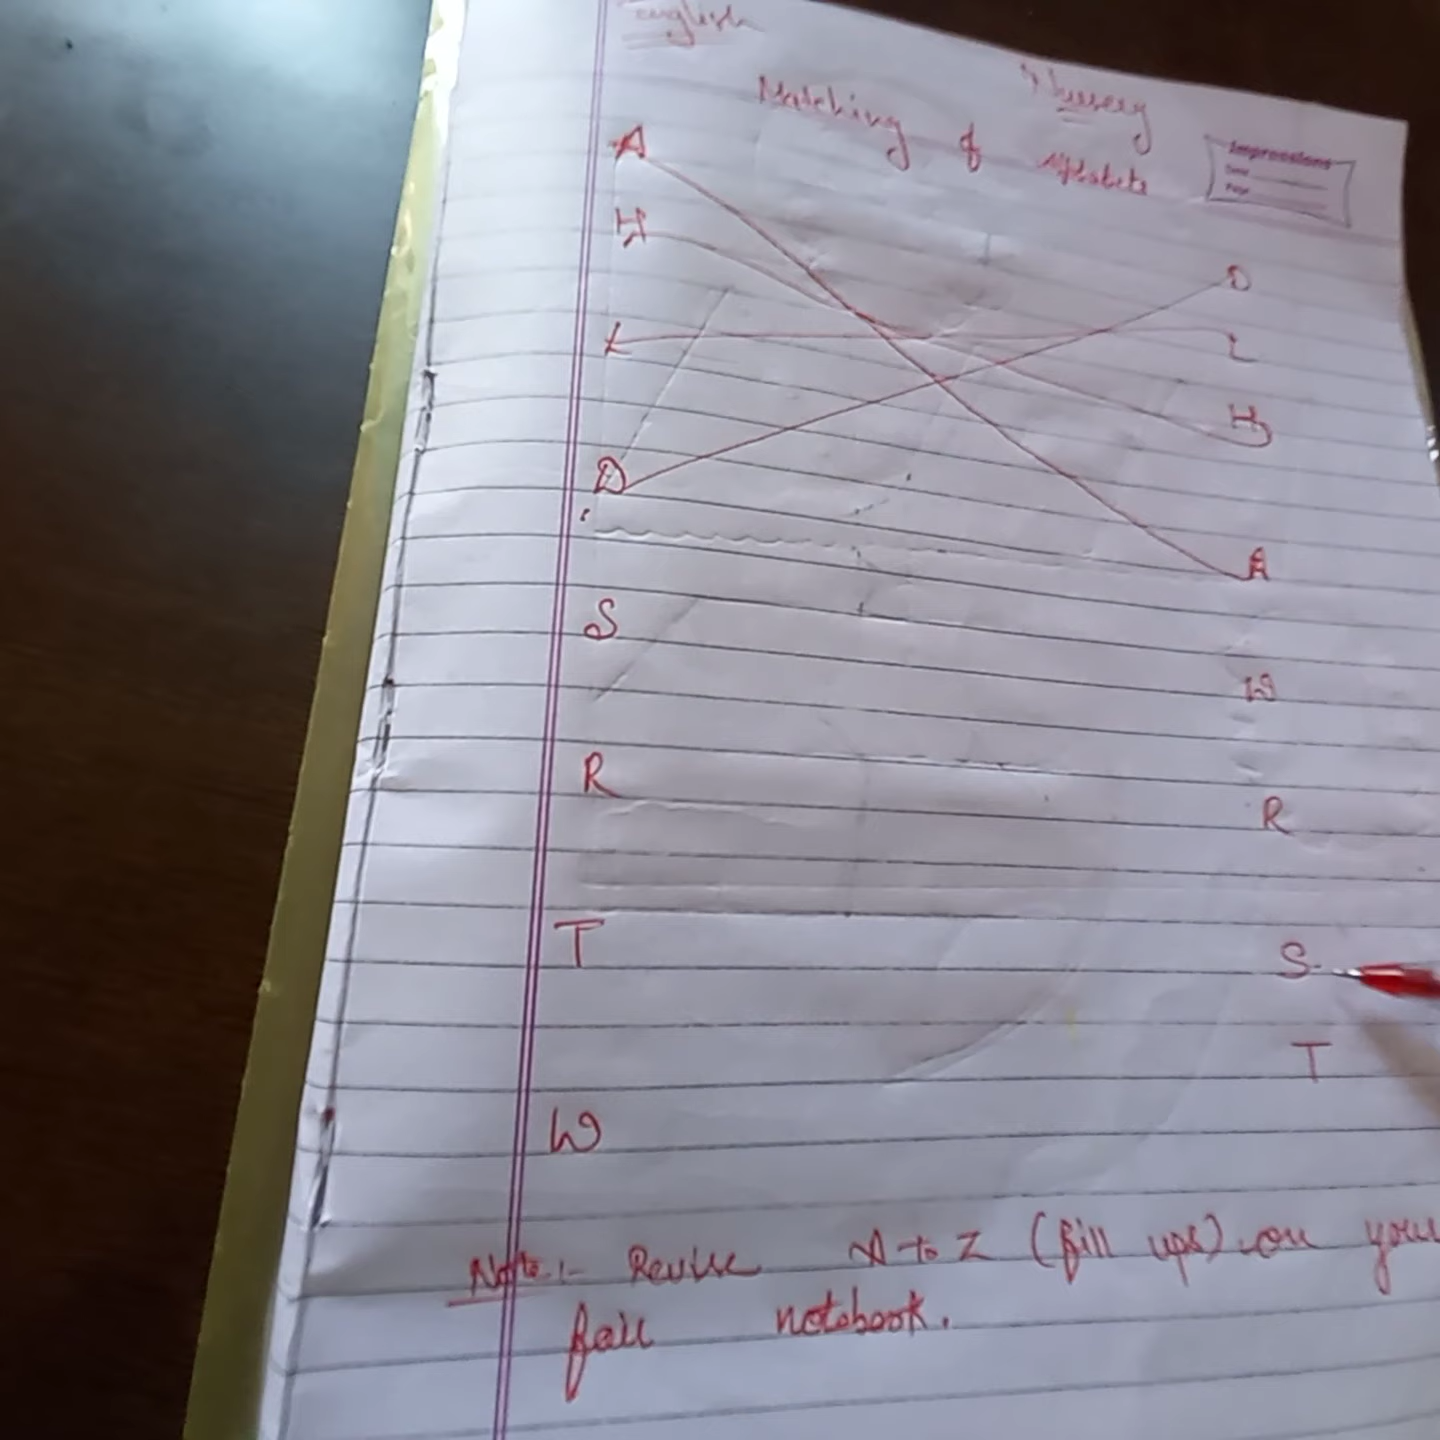 English
Nursery
Matching of Alphabets
Impressions
A
H
D
L
L
H
D
A
S
W
R
R
T
S
T
W
Note:- Revise A to Z (fill ups) on your
fair notebook.